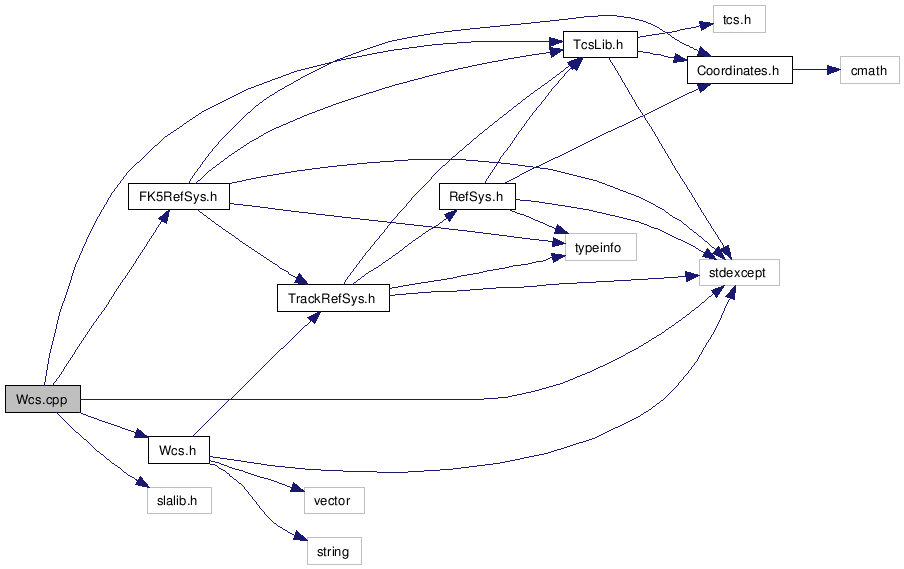 tcs.h
TcsLib.h
Coordinates.h
cmath
FK5RefSys.h
RefSys.h
typeinfo
stdexcept
TrackRefSys.h
Wcs.cpp
Wcs.h
slalib.h
vector
string